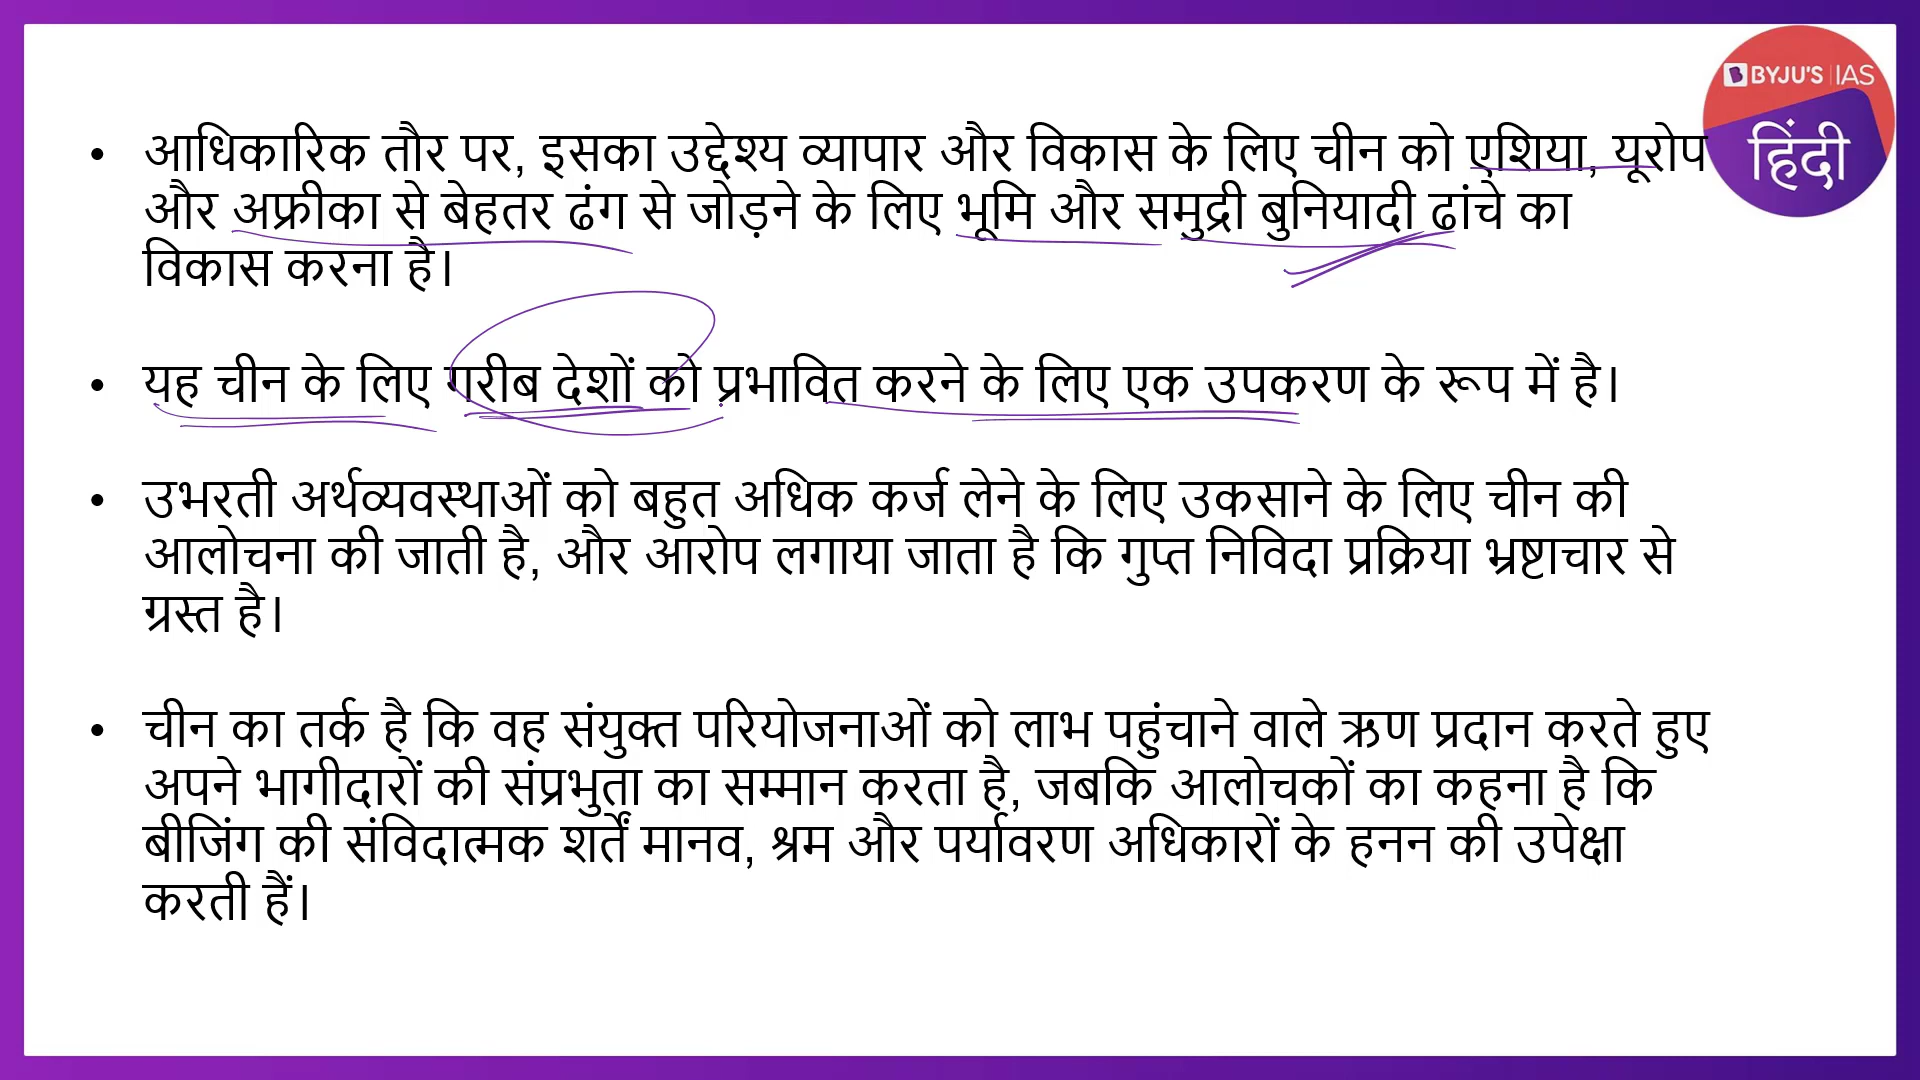 BYJU'S IAS
हिंदी
• आधिकारिक तौर पर, इसका उद्देश्य व्यापार और विकास के लिए चीन को एशिया, यूरोप
और अफ्रीका से बेहतर ढंग से जोड़ने के लिए भूमि और समुद्री बुनियादी ढांचे का
विकास करना है।
• यह चीन के लिए गरीब देशों को प्रभावित करने के लिए एक उपकरण के रूप में है।
• उभरती अर्थव्यवस्थाओं को बहुत अधिक कर्ज लेने के लिए उकसाने के लिए चीन की
आलोचना की जाती है, और आरोप लगाया जाता है कि गुप्त निविदा प्रक्रिया भ्रष्टाचार से
ग्रस्त है।
• चीन का तर्क है कि वह संयुक्त परियोजनाओं को लाभ पहुंचाने वाले ऋण प्रदान करते हुए
अपने भागीदारों की संप्रभुता का सम्मान करता है, जबकि आलोचकों का कहना है कि
बीजिंग की संविदात्मक शर्तें मानव, श्रम और पर्यावरण अधिकारों के हनन की उपेक्षा
करती हैं।